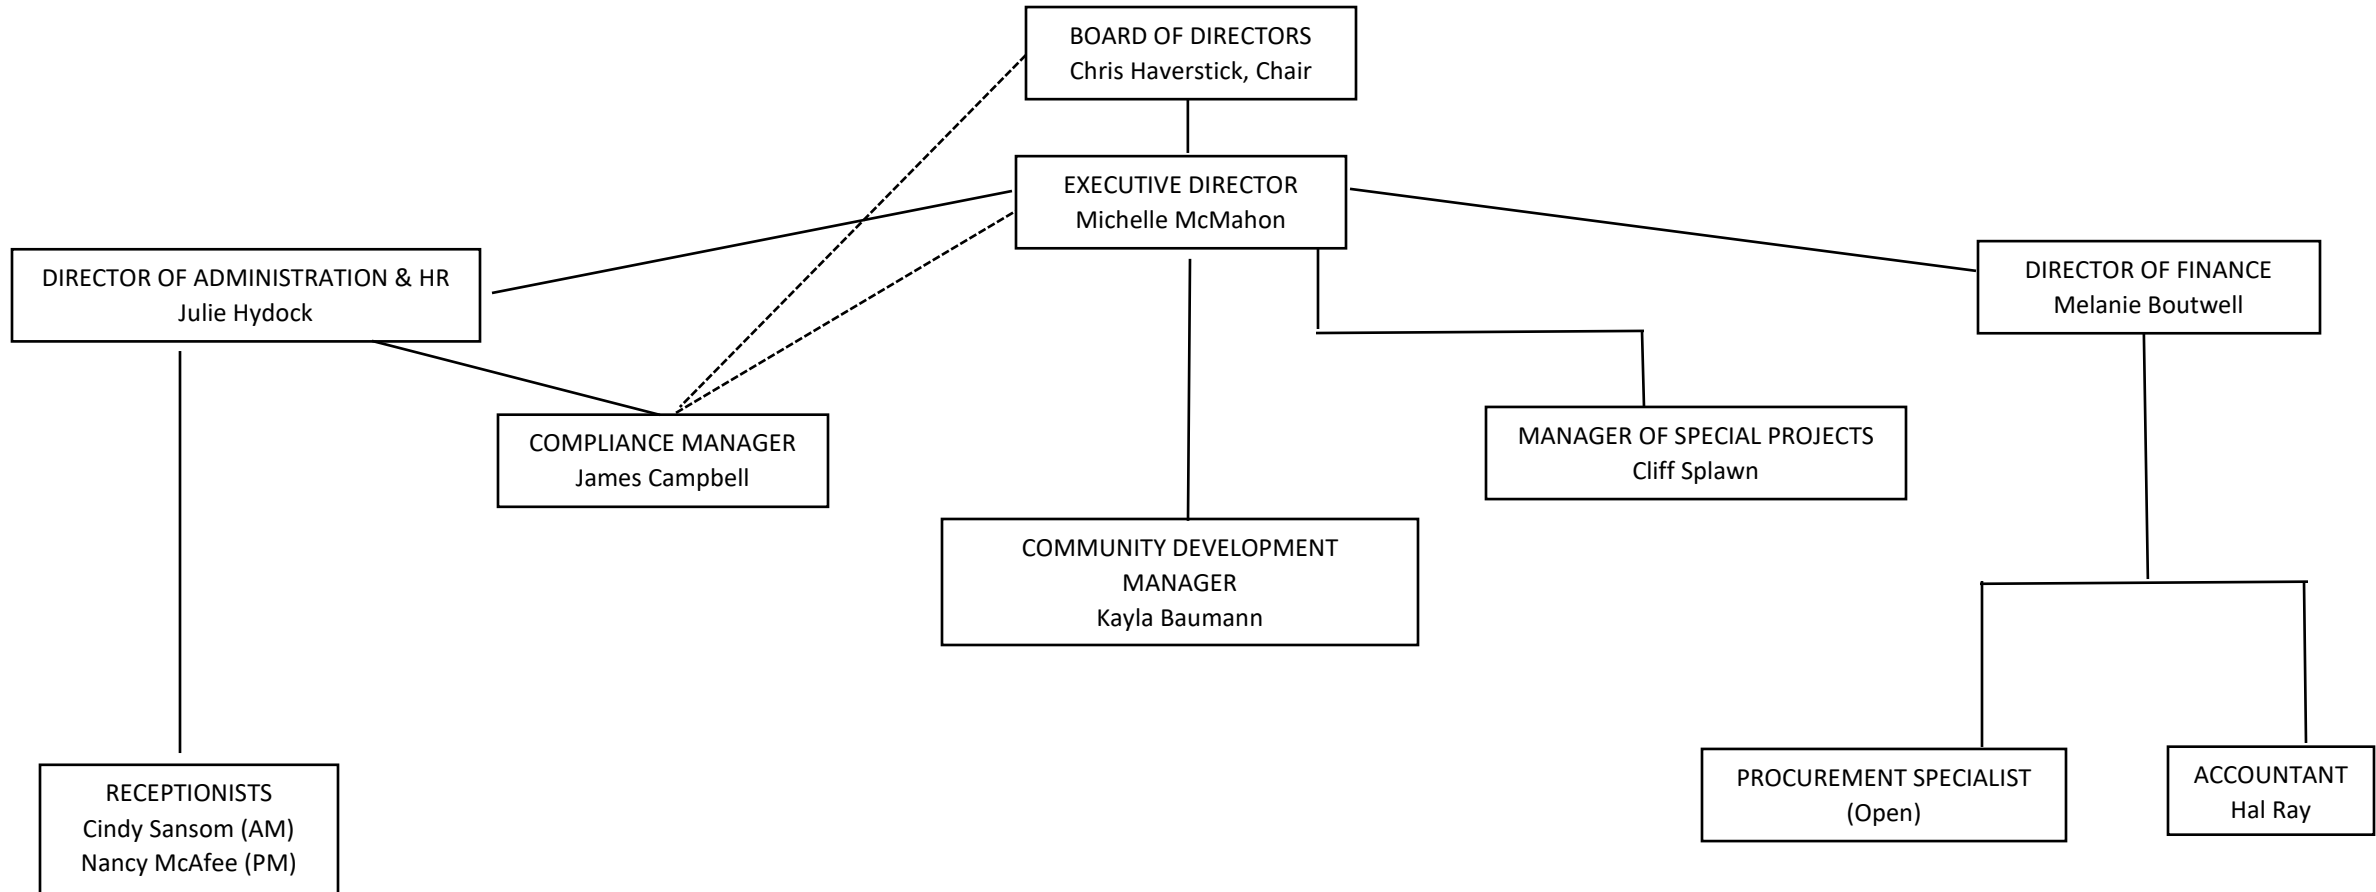 BOARD OF DIRECTORS
Chris Haverstick, Chair
EXECUTIVE DIRECTOR
Michelle McMahon
DIRECTOR OF ADMINISTRATION & HR
Julie Hydock
DIRECTOR OF FINANCE
Melanie Boutwell
COMPLIANCE MANAGER
James Campbell
MANAGER OF SPECIAL PROJECTS
Cliff Splawn
COMMUNITY DEVELOPMENT
MANAGER
Kayla Baumann
RECEPTIONISTS
Cindy Sansom (AM)
Nancy McAfee (PM)
PROCUREMENT SPECIALIST
(Open)
ACCOUNTANT
Hal Ray